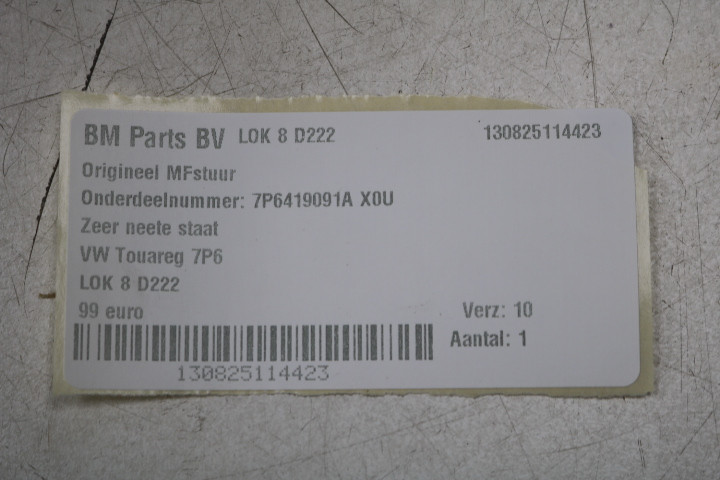 BM Parts BV LOK 8 D222 130825114423
Origineel MFstuur
Onderdeelnummer: 7P6419091A X0U
Zeer neete staat
VW Touareg 7P6
LOK 8 D222
99 euro Verz: 10
Aantal: 1
130825114423